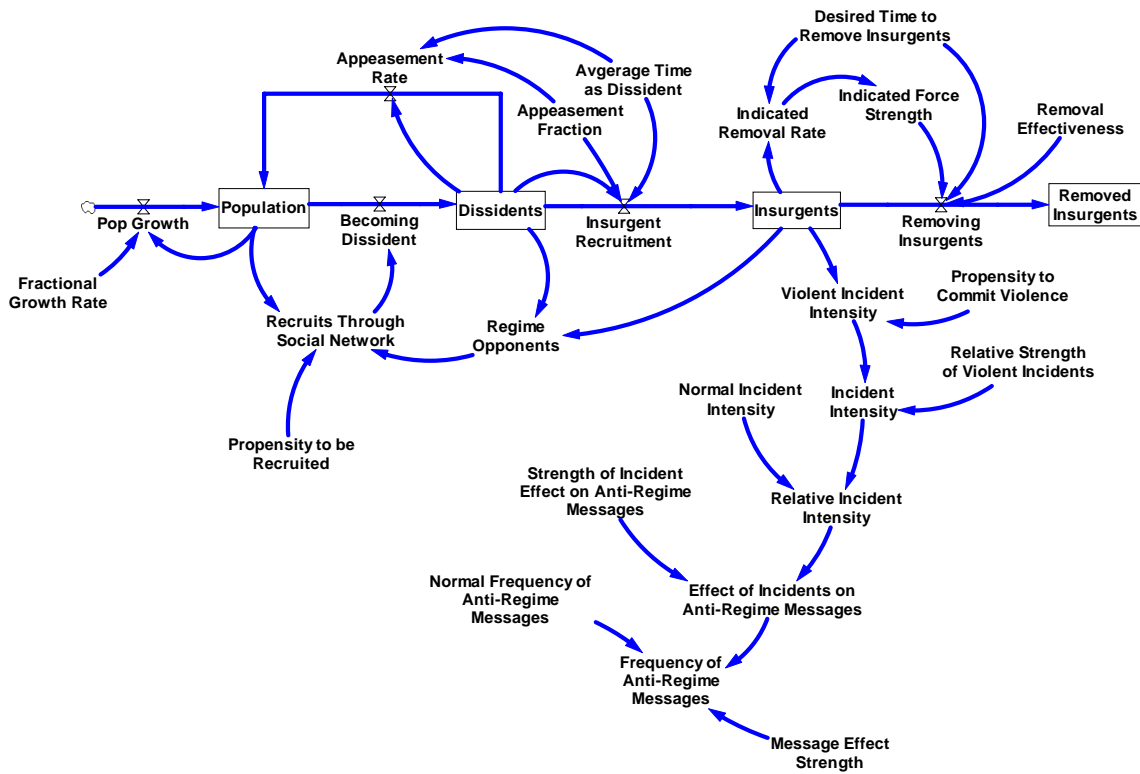 Desired Time to
Remove Insurgents
Appeasement
Rate
Avgerage Time
as Dissident
Appeasement
Fraction
Indicated
Removal Rate
Indicated Force
Strength
Removal
Effectiveness
Population
Dissidents
Insurgents
Removed
Insurgents
Pop Growth
Becoming
Dissident
Insurgent
Recruitment
Removing
Insurgents
Fractional
Growth Rate
Recruits Through
Social Network
Regime
Opponents
Violent Incident
Intensity
Propensity to
Commit Violence
Relative Strength
of Violent Incidents
Normal Incident
Intensity
Incident
Intensity
Propensity to be
Recruited
Strength of Incident
Effect on Anti-Regime
Messages
Relative Incident
Intensity
Normal Frequency of
Anti-Regime
Messages
Effect of Incidents on
Anti-Regime Messages
Frequency of
Anti-Regime
Messages
Message Effect
Strength